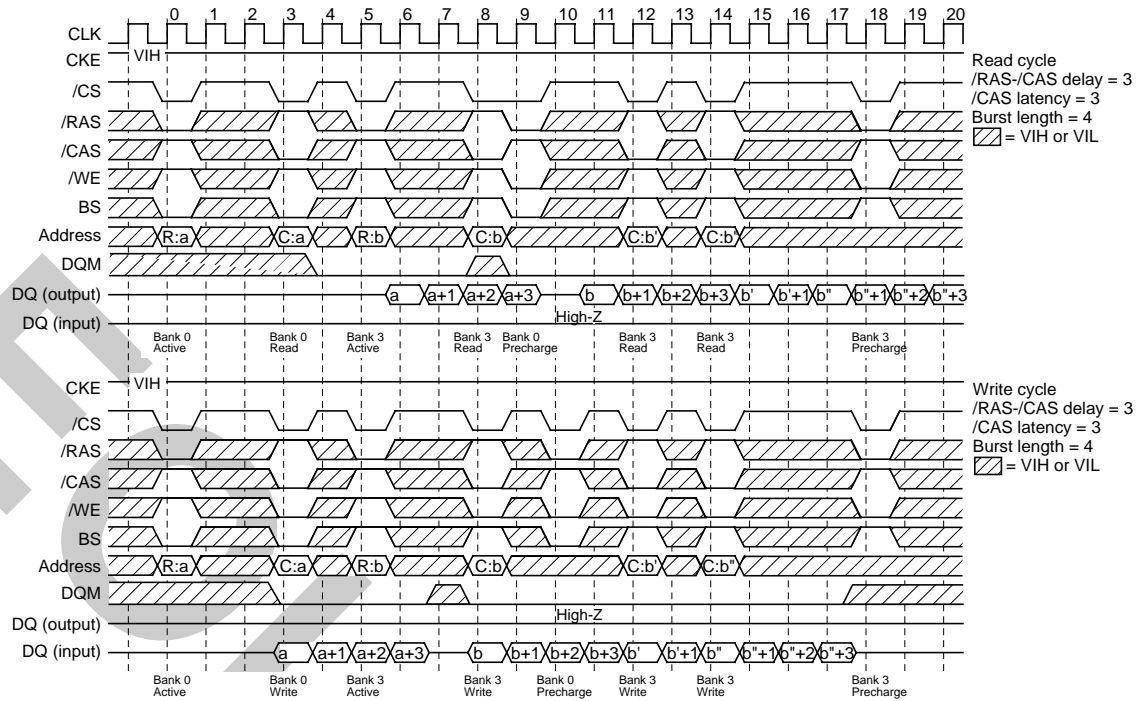 0 1 2 3 4 5 6 7 8 9 10 11 12 13 14 15 16 17 18 19 20
CLK
CKE VIH
/CS
/RAS
/CAS
/WE
BS
Address R:a C:a R:b C:b C:b' C:b"
DQM
DQ (output) a a+1 a+2 a+3 b b+1 b+2 b+3 b' b'+1 b" b"+1 b"+2 b"+3
DQ (input) High-Z
Bank 0 Bank 0 Bank 3 Bank 3 Bank 0 Bank 3 Bank 3 Bank 3
Active Read Active Read Precharge Read Read Precharge
Read cycle
/RAS-/CAS delay = 3
/CAS latency = 3
Burst length = 4
= VIH or VIL
CKE VIH
/CS
/RAS
/CAS
/WE
BS
Address R:a C:a R:b C:b C:b' C:b"
DQM
DQ (output) High-Z
DQ (input) a a+1 a+2 a+3 b b+1 b+2 b+3 b' b'+1 b" b"+1 b"+2 b"+3
Bank 0 Bank 0 Bank 3 Bank 3 Bank 0 Bank 3 Bank 3 Bank 3
Active Write Active Write Precharge Write Write Precharge
Write cycle
/RAS-/CAS delay = 3
/CAS latency = 3
Burst length = 4
= VIH or VIL